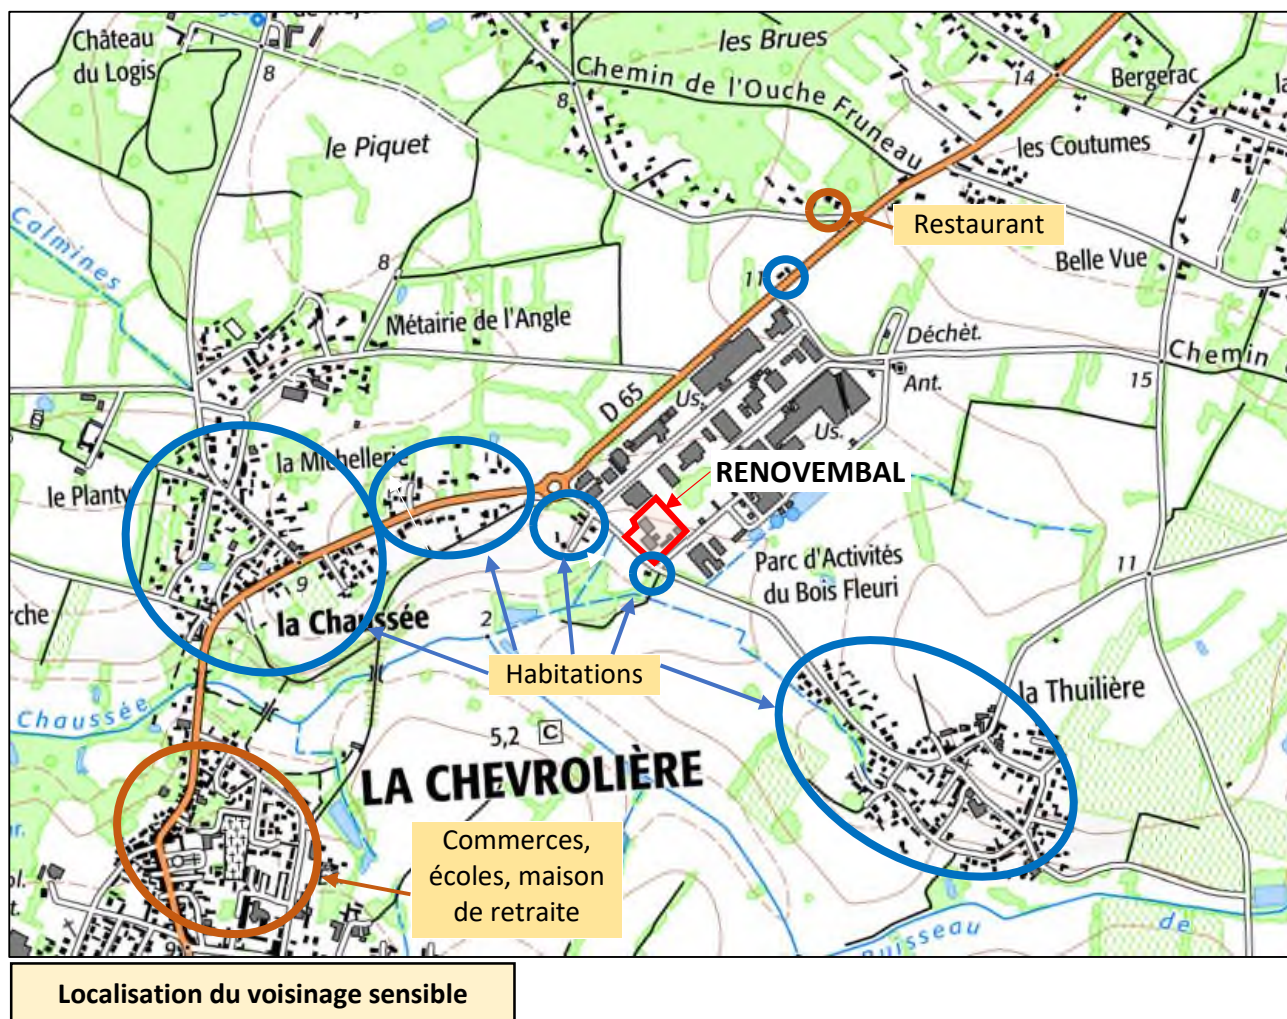 Château
du Logis
8
les Brues
Chemin de l'Ouche Fruneau
8
14
Bergerac
les Coutumes
le Piquet
Calmines
8
Restaurant
Belle Vue
11
Métairie de l'Angle
Déchèt.
Chemin
15
Ant.
D 65
Us.
Us.
la Michellerie
le Planty
RENOVEMBAL
Parc d'Activités
du Bois Fleuri
11
9
la Chaussée
2
Habitations
la Thuilière
Chaussée
5,2
C
LA CHEVROLIÈRE
Commerces,
écoles, maison
de retraite
9
Ruisseau de
Localisation du voisinage sensible